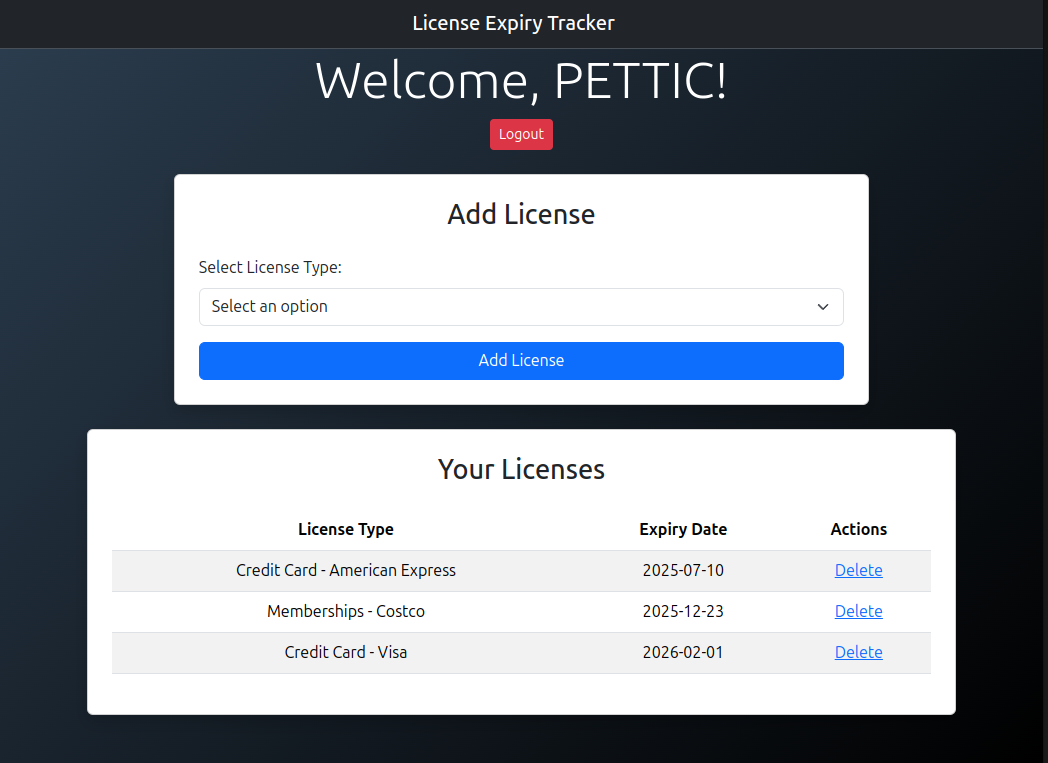 License Expiry Tracker
Welcome, PETTIC!
Logout
Add License
Select License Type:
Select an option
Add License
Your Licenses
License Type Expiry Date Actions
Credit Card - American Express 2025-07-10 Delete
Memberships - Costco 2025-12-23 Delete
Credit Card - Visa 2026-02-01 Delete